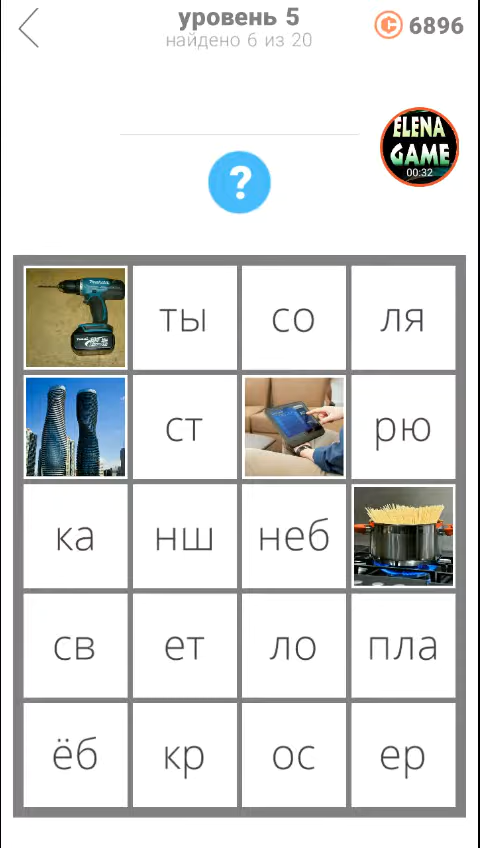 уровень 5
найдено 6 из 20
6896
ELENA
GAME
00:32
?
makita
ты
со
ля
ст
рю
ка
нш
неб
св
ет
ло
пла
ёб
кр
ос
ер